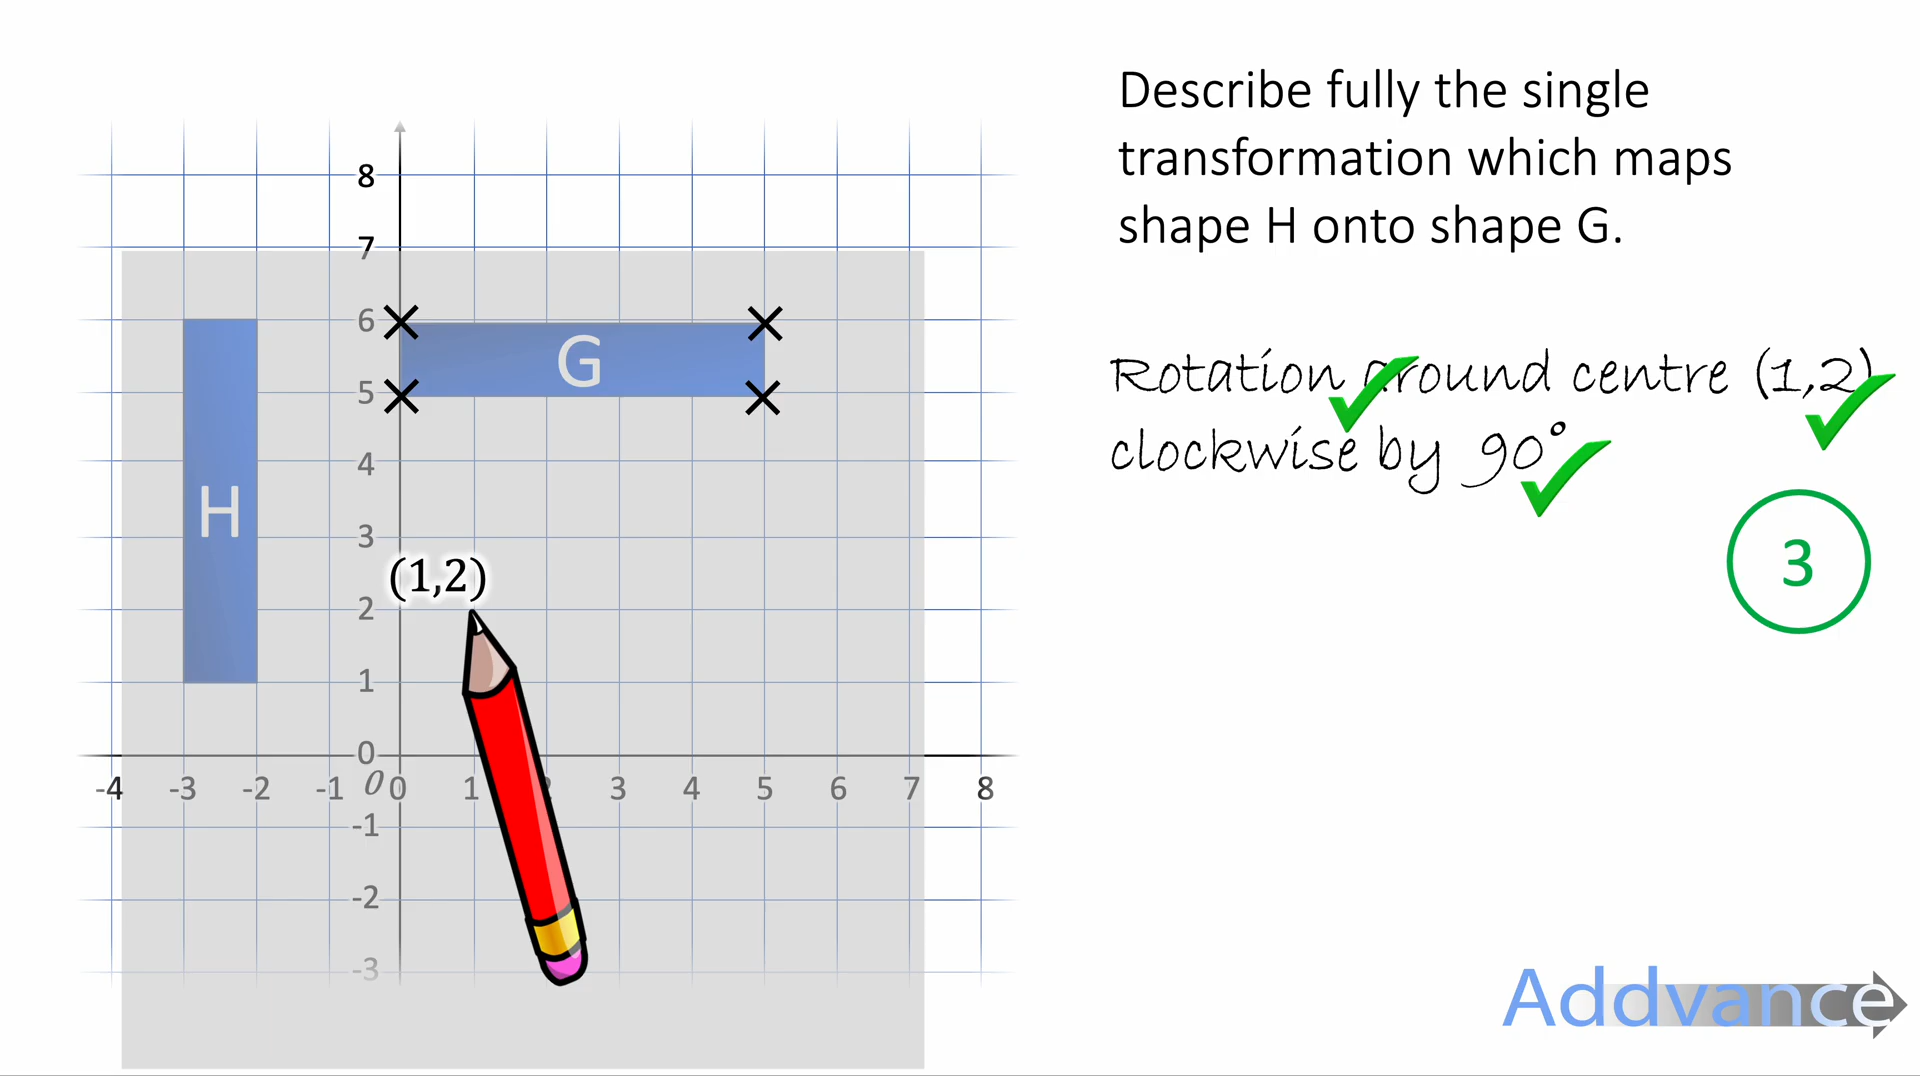 Describe fully the single
transformation which maps
shape H onto shape G.
Rotation around centre (1,2)
clockwise by 90°
3
8
7
6
5
4
3
2
1
0
-1
-2
-3
-4 -3 -2 -1 O 0 1 2 3 4 5 6 7 8
G
H
(1,2)
Addvance